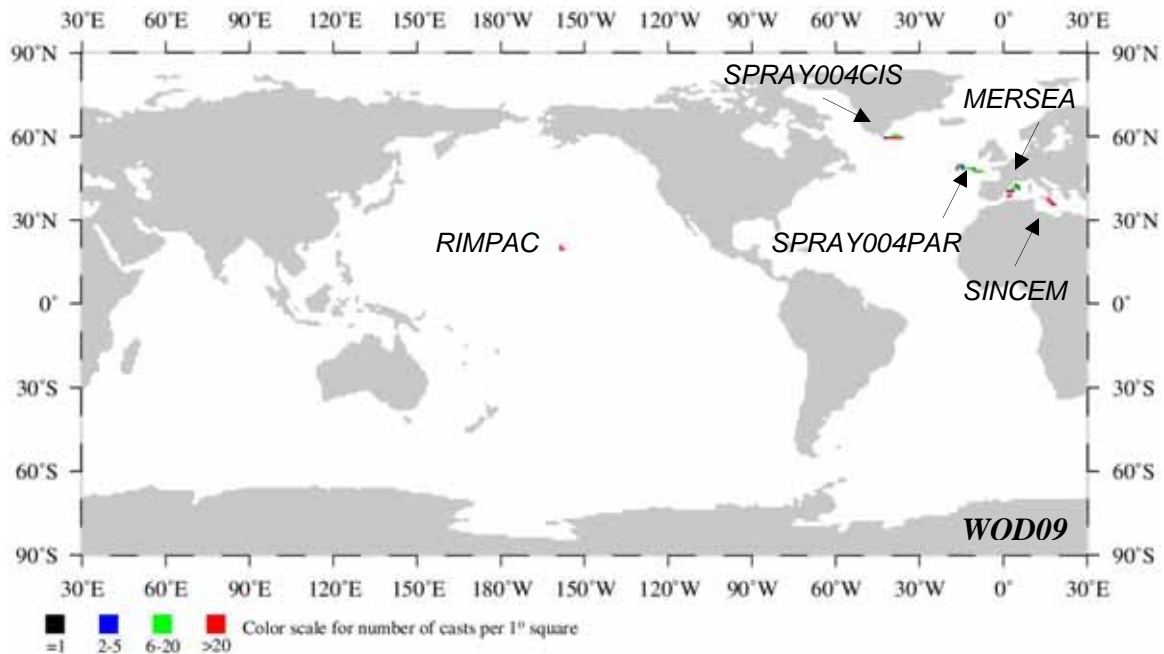 30˚E 60˚E 90˚E 120˚E 150˚E 180˚W 150˚W 120˚W 90˚W 60˚W 30˚W 0˚ 30˚E
90˚N 90˚N
SPRAY004CIS
MERSEA
60˚N 60˚N
30˚N 30˚N
RIMPAC SPRAY004PAR
SINCEM
0˚ 0˚
30˚S 30˚S
60˚S 60˚S
WOD09
90˚S 90˚S
30˚E 60˚E 90˚E 120˚E 150˚E 180˚W 150˚W 120˚W 90˚W 60˚W 30˚W 0˚ 30˚E
Color scale for number of casts per 1º square
=1 2-5 6-20 >20